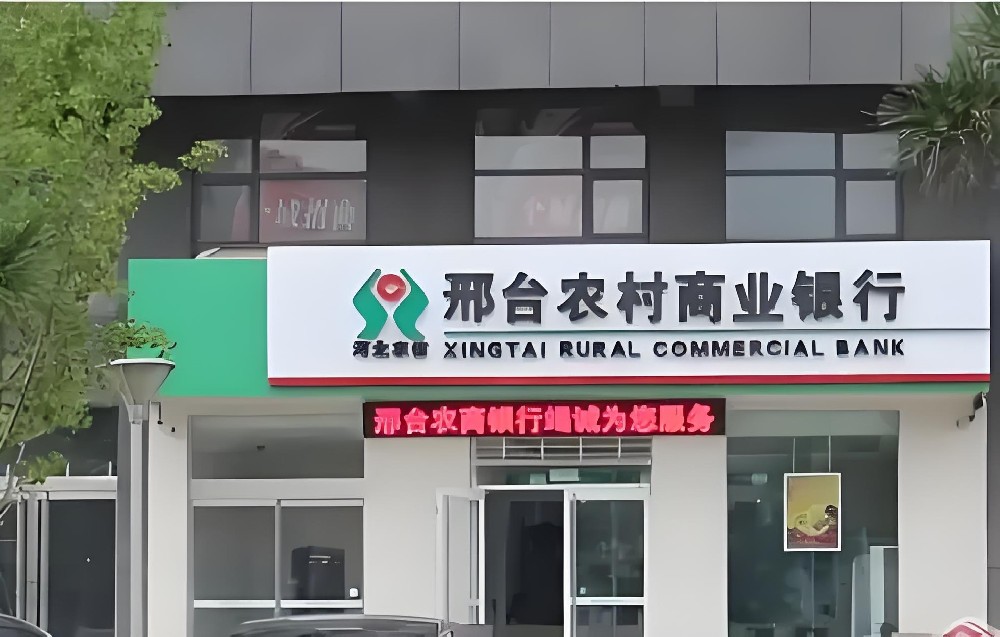 邢台农村商业银行
河北农信 XINGTAI RURAL COMMERCIAL BANK
邢台农商银行竭诚为您服务